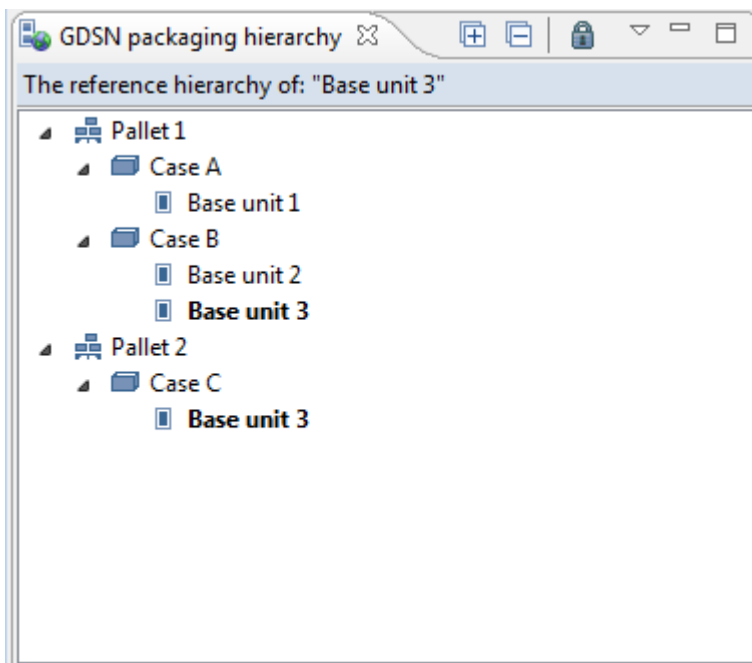 GDSN packaging hierarchy
The reference hierarchy of: "Base unit 3"
Pallet 1
Case A
Base unit 1
Case B
Base unit 2
Base unit 3
Pallet 2
Case C
Base unit 3